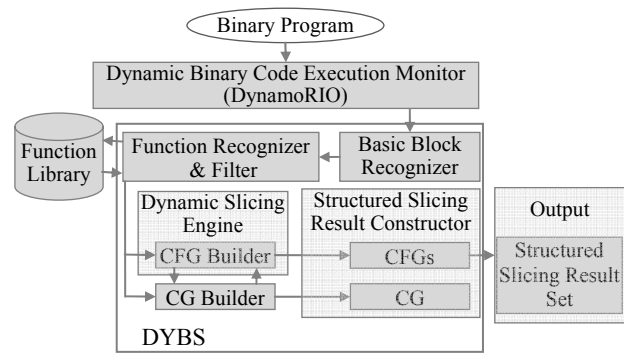 Binary Program
Dynamic Binary Code Execution Monitor
(DynamoRIO)
Function
Library
Function Recognizer
& Filter
Basic Block
Recognizer
Dynamic Slicing
Engine
Structured Slicing
Result Constructor
Output
CFG Builder
CFGs
Structured
Slicing Result
Set
CG Builder
CG
DYBS